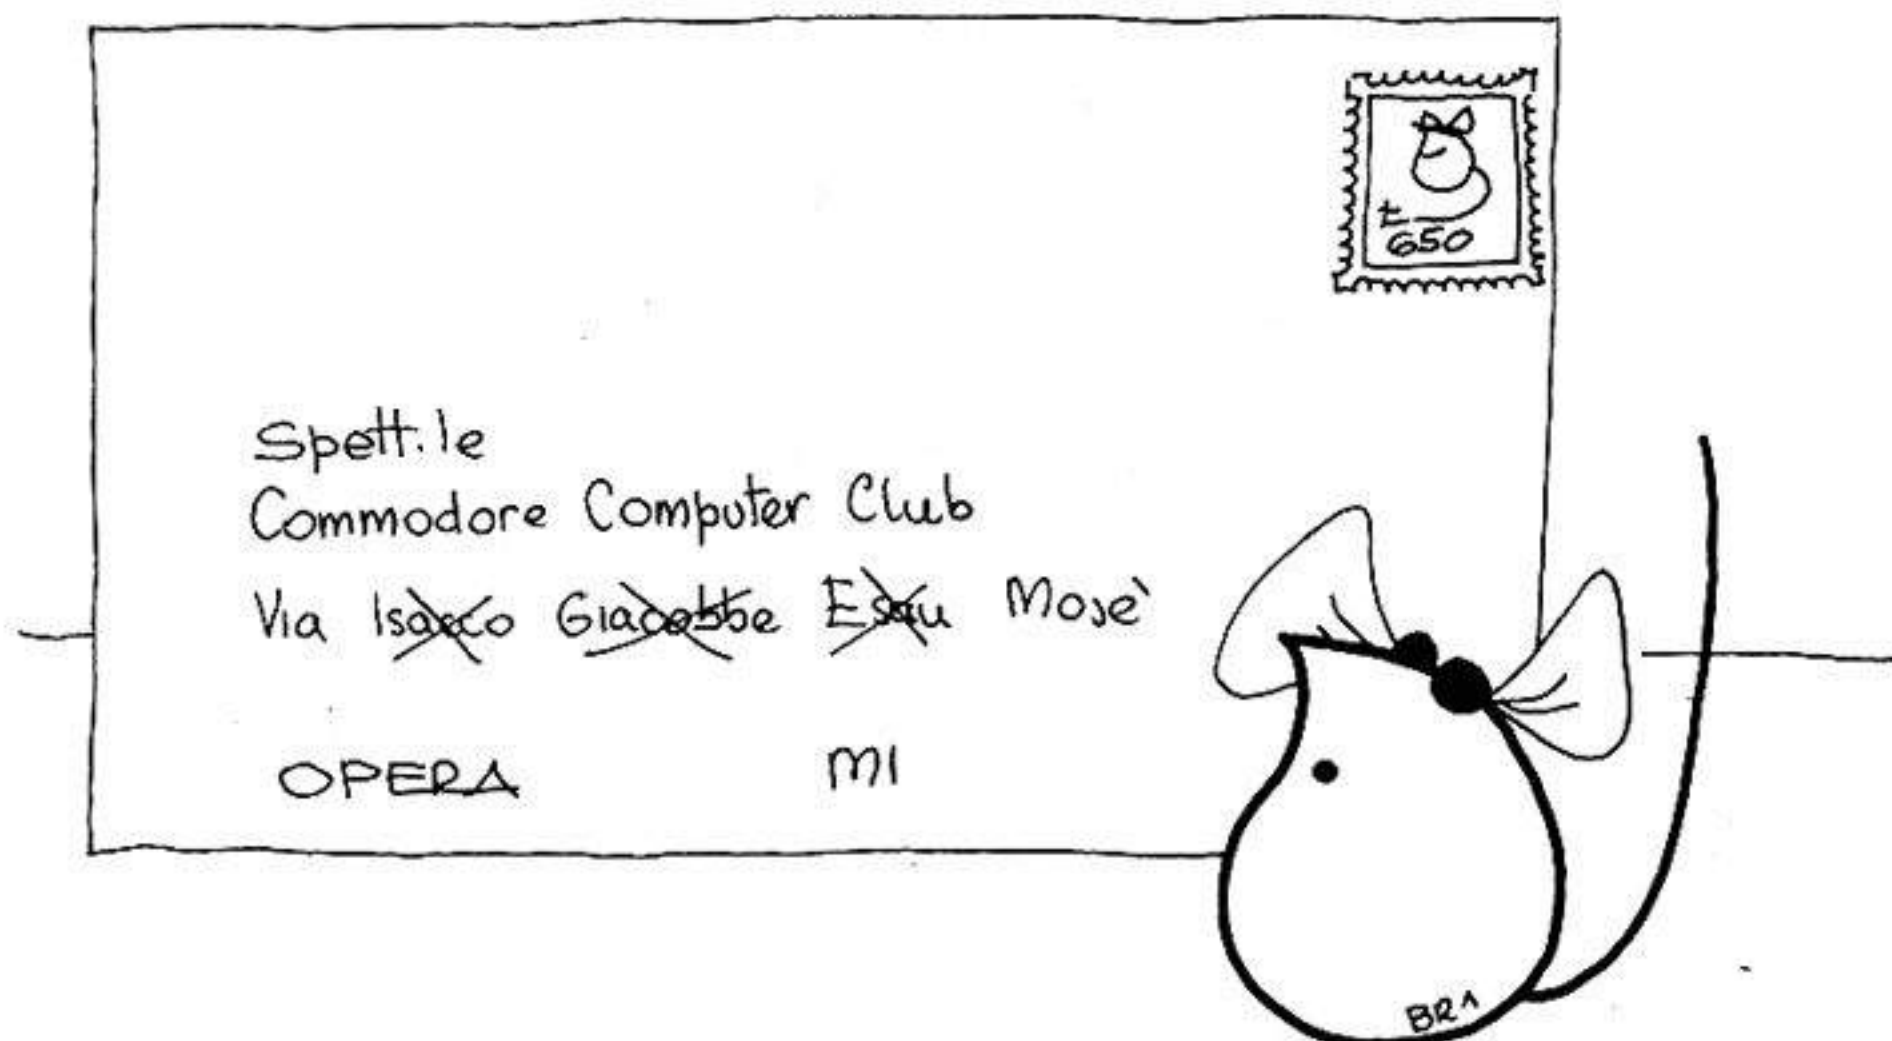 £
650
Spett.le
Commodore Computer Club
Via Isacco Giacobbe Esau Mosè
OPERA MI
BR1